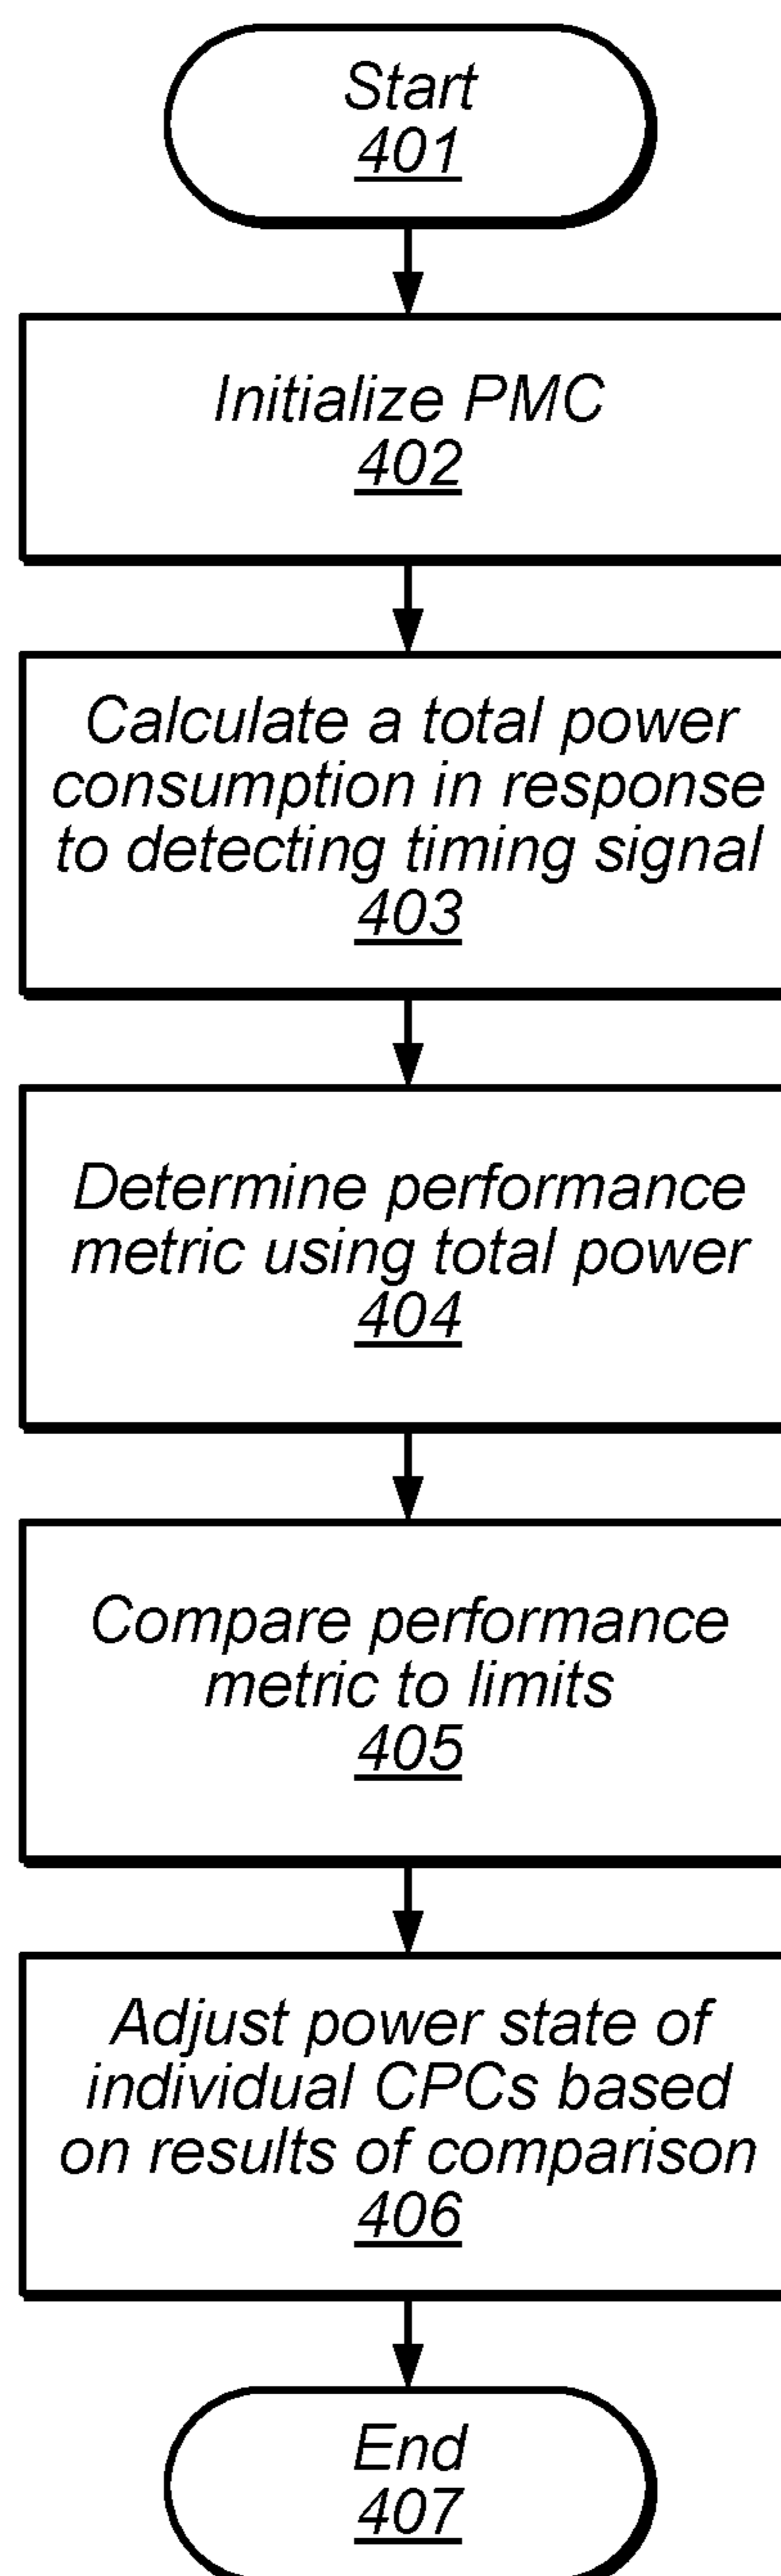 Start
401
Initialize PMC
402
Calculate a total power
consumption in response
to detecting timing signal
403
Determine performance
metric using total power
404
Compare performance
metric to limits
405
Adjust power state of
individual CPCs based
on results of comparison
406
End
407